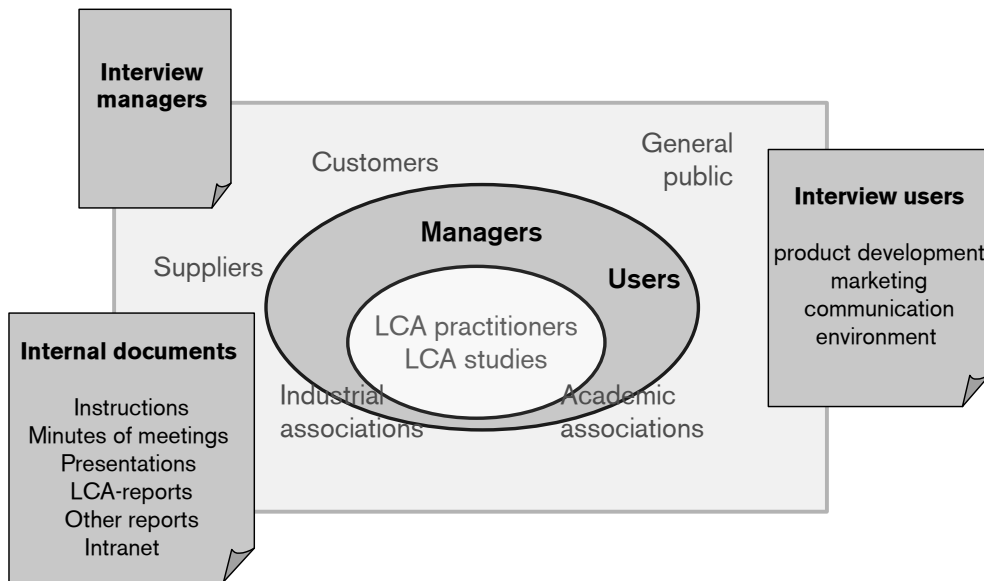 Interview
managers
Customers
General
public
Suppliers
Managers
Users
LCA practitioners
LCA studies
Industrial
associations
Academic
associations
Interview users
product development
marketing
communication
environment
Internal documents
Instructions
Minutes of meetings
Presentations
LCA-reports
Other reports
Intranet